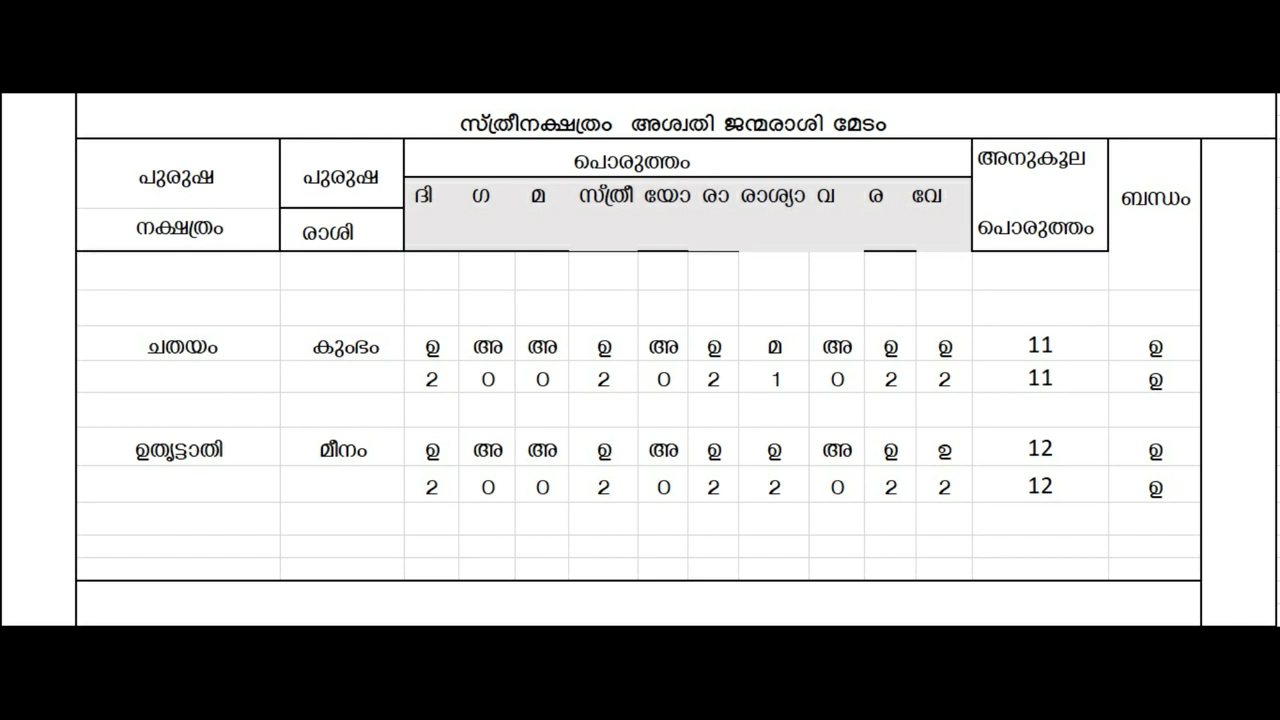 സ്ത്രീനക്ഷത്രം അശ്വതി ജന്മരാശി മേടം
പുരുഷ പുരുഷ പൊരുത്തം അനുകൂല ബന്ധം
നക്ഷത്രം രാശി ദി ഗ മ സ്ത്രീ യോ രാ രാശ്യാ വ ര വേ പൊരുത്തം
ചതയം കുംഭം ഉ അ അ ഉ അ ഉ മ അ ഉ ഉ 11 ഉ
2 0 0 2 0 2 1 0 2 2 11 ഉ
ഉതൃട്ടാതി മീനം ഉ അ അ ഉ അ ഉ ഉ അ ഉ ഉ 12 ഉ
2 0 0 2 0 2 2 0 2 2 12 ഉ